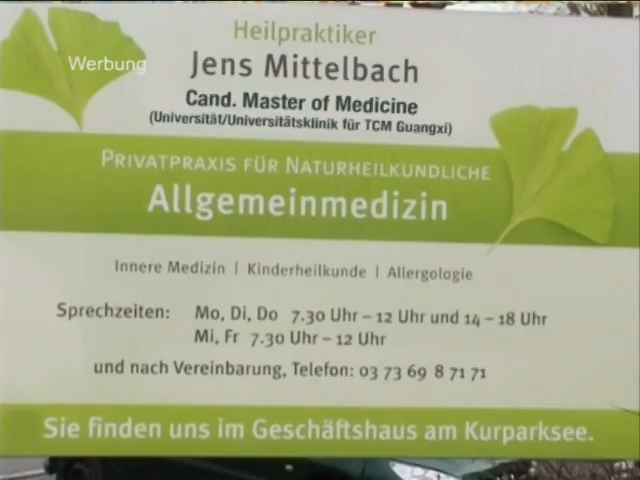 Werbung
Heilpraktiker
Jens Mittelbach
Cand. Master of Medicine
(Universität/Universitätsklinik für TCM Guangxi)
Privatpraxis für Naturheilkundliche
Allgemeinmedizin
Innere Medizin | Kinderheilkunde | Allergologie
Sprechzeiten: Mo, Di, Do 7.30 Uhr – 12 Uhr und 14 – 18 Uhr
Mi, Fr 7.30 Uhr – 12 Uhr
und nach Vereinbarung, Telefon: 03 73 69 8 71 71
Sie finden uns im Geschäftshaus am Kurparksee.